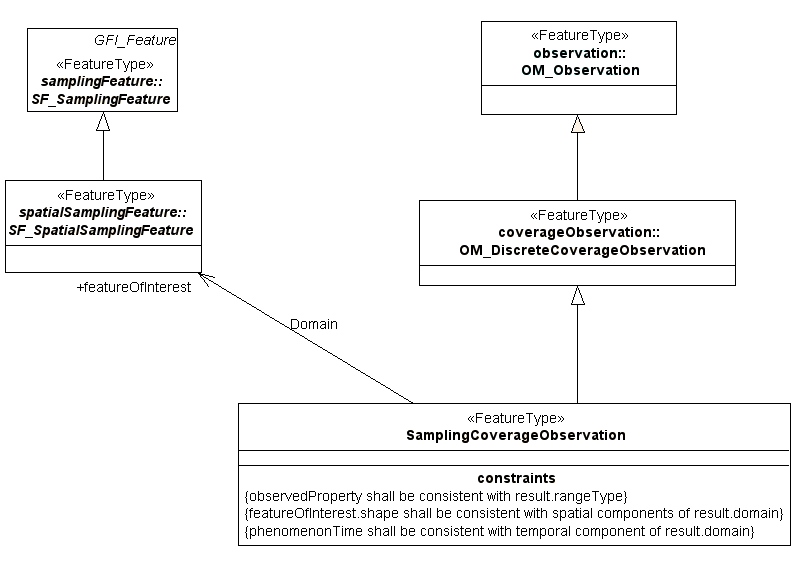 GFI_Feature
«FeatureType»
samplingFeature::
SF_SamplingFeature
«FeatureType»
observation::
OM_Observation
«FeatureType»
spatialSamplingFeature::
SF_SpatialSamplingFeature
«FeatureType»
coverageObservation::
OM_DiscreteCoverageObservation
+featureOfInterest
Domain
«FeatureType»
SamplingCoverageObservation
constraints
{observedProperty shall be consistent with result.rangeType}
{featureOfInterest.shape shall be consistent with spatial components of result.domain}
{phenomenonTime shall be consistent with temporal component of result.domain}